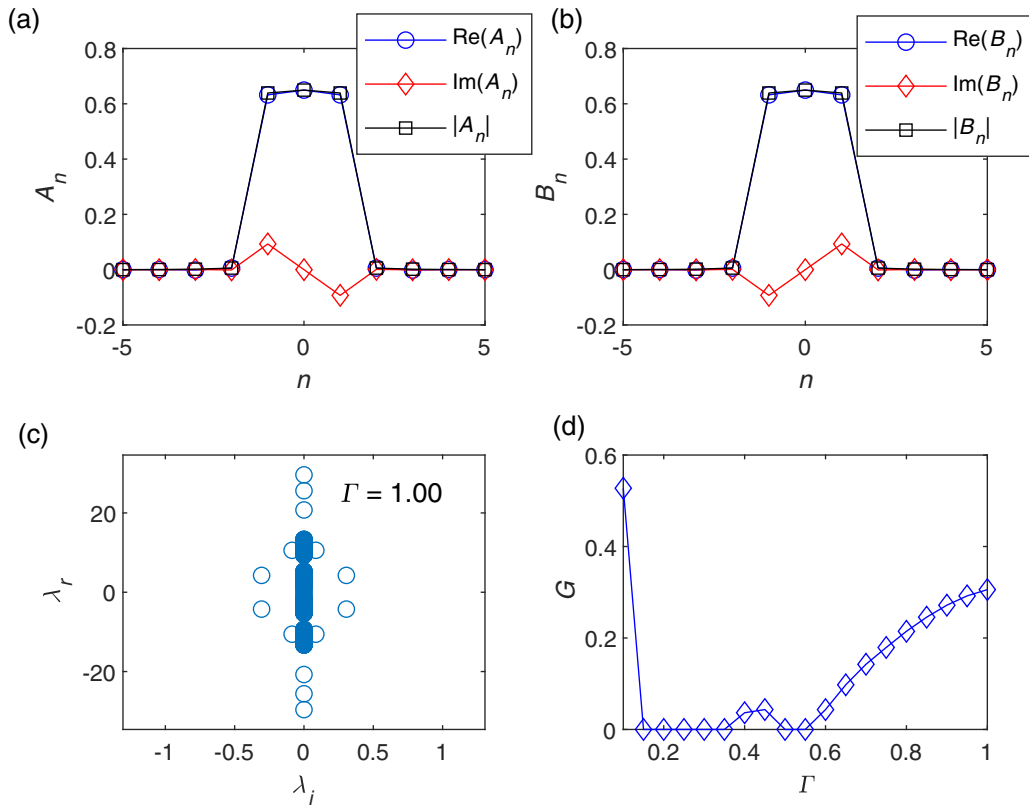 (a)
0.8
0.6
0.4
0.2
0
-0.2
-5
0
5
A_n
n
Re(A_n)
Im(A_n)
|A_n|
(b)
0.8
0.6
0.4
0.2
0
-0.2
-5
0
5
B_n
n
Re(B_n)
Im(B_n)
|B_n|
(c)
20
0
-20
-1
-0.5
0
0.5
1
λ_r
λ_i
Γ = 1.00
(d)
0.6
0.4
0.2
0
0.2
0.4
0.6
0.8
1
G
Γ